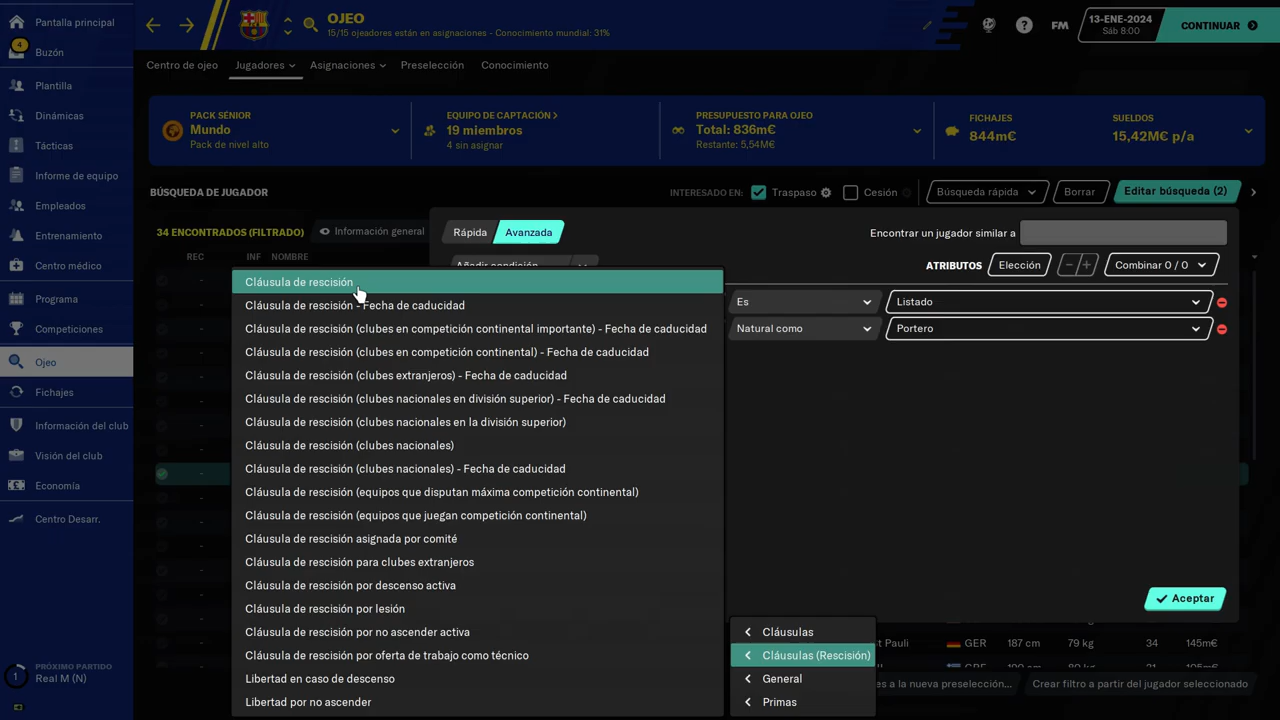 Pantalla principal
4
Buzón
Plantilla
Dinámicas
Tácticas
Informe de equipo
Empleados
Entrenamiento
Centro médico
Programa
Competiciones
Ojeo
Fichajes
Información del club
Visión del club
Economía
Centro Desarr.
1
PRÓXIMO PARTIDO
Real M (N)
OJEO
15/15 ojeadores están en asignaciones - Conocimiento mundial: 31%
FM
13-ENE-2024
Sáb 8:00
CONTINUAR
Centro de ojeo
Jugadores
Asignaciones
Preselección
Conocimiento
PACK SÉNIOR
Mundo
Pack de nivel alto
EQUIPO DE CAPTACIÓN >
19 miembros
4 sin asignar
PRESUPUESTO PARA OJEO
Total: 836m€
Restante: 5,54M€
FICHAJES
844m€
SUELDOS
15,42M€ p/a
BÚSQUEDA DE JUGADOR
INTERESADO EN:
Traspaso
Cesión
Búsqueda rápida
Borrar
Editar búsqueda (2)
34 ENCONTRADOS (FILTRADO)
Información general
Rápida
Avanzada
Encontrar un jugador similar a
REC
INF
NOMBRE
Añadir condición
ATRIBUTOS
Elección
Combinar 0 / 0
Es
Listado
Natural como
Portero
Cláusula de rescisión
Cláusula de rescisión - Fecha de caducidad
Cláusula de rescisión (clubes en competición continental importante) - Fecha de caducidad
Cláusula de rescisión (clubes en competición continental) - Fecha de caducidad
Cláusula de rescisión (clubes extranjeros) - Fecha de caducidad
Cláusula de rescisión (clubes nacionales en división superior) - Fecha de caducidad
Cláusula de rescisión (clubes nacionales en la división superior)
Cláusula de rescisión (clubes nacionales)
Cláusula de rescisión (clubes nacionales) - Fecha de caducidad
Cláusula de rescisión (equipos que disputan máxima competición continental)
Cláusula de rescisión (equipos que juegan competición continental)
Cláusula de rescisión asignada por comité
Cláusula de rescisión para clubes extranjeros
Cláusula de rescisión por descenso activa
Cláusula de rescisión por lesión
Cláusula de rescisión por no ascender activa
Cláusula de rescisión por oferta de trabajo como técnico
Libertad en caso de descenso
Libertad por no ascender
Aceptar
Cláusulas
Cláusulas (Rescisión)
General
Primas
st Pauli GER 187 cm 79 kg 34 145m€
es a la nueva preselección...
Crear filtro a partir del jugador seleccionado